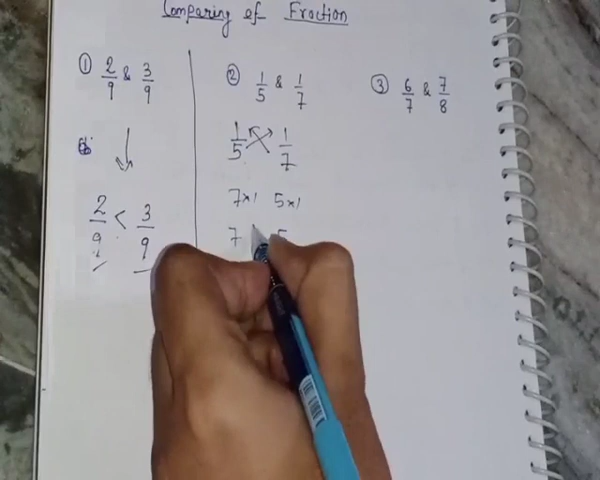 Comparing of Fraction
① 2/9 & 3/9
2/9 < 3/9
② 1/5 & 1/7
1/5 1/7
7×1 5×1
7 5
③ 6/7 & 7/8